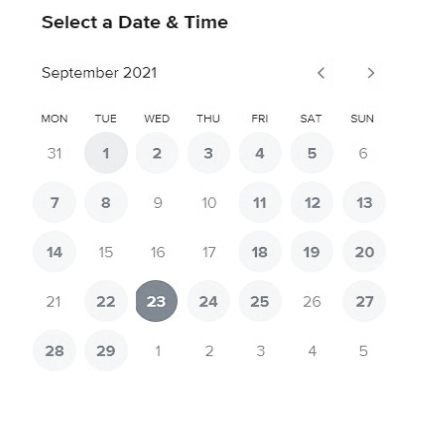 Select a Date & Time
September 2021
MON TUE WED THU FRI SAT SUN
31 1 2 3 4 5 6
7 8 9 10 11 12 13
14 15 16 17 18 19 20
21 22 23 24 25 26 27
28 29 1 2 3 4 5